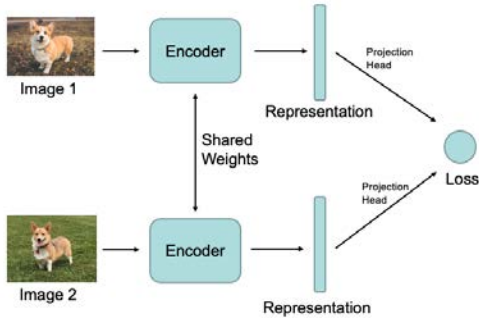 Image 1
Encoder
Representation
Projection
Head
Shared
Weights
Loss
Image 2
Encoder
Representation
Projection
Head